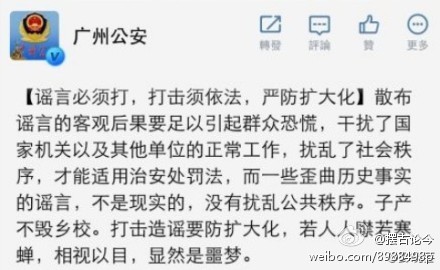 广州公安
轉發 評論 贊 更多
【谣言必须打，打击须依法，严防扩大化】散布
谣言的客观后果要足以引起群众恐慌，干扰了国
家机关以及其他单位的正常工作，扰乱了社会秩
序，才能适用治安处罚法，而一些歪曲历史事实
的谣言，不是现实的，没有扰乱公共秩序。子产
不毁乡校。打击造谣要防扩大化，若人人噤若寒
蝉，相视以目，显然是噩梦。
@摆古论今
weibo.com/